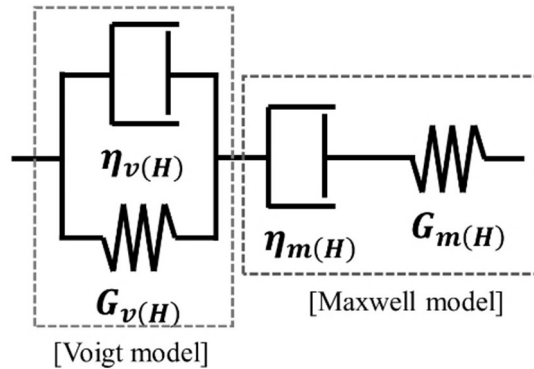 η_v(H)
G_v(H)
[Voigt model]
η_m(H)
G_m(H)
[Maxwell model]